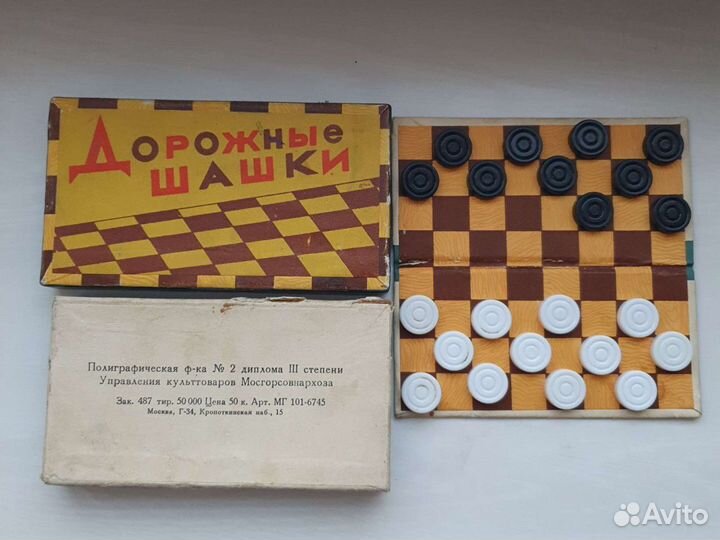 Дорожные
шашки
Полиграфическая ф-ка № 2 диплома III степени
Управления культтоваров Мосгорсовнархоза
Зак. 487 тир. 50 000 Цена 50 к. Арт. МГ 101-6745
Москва, Г-34, Кропоткинская наб., 15
Avito